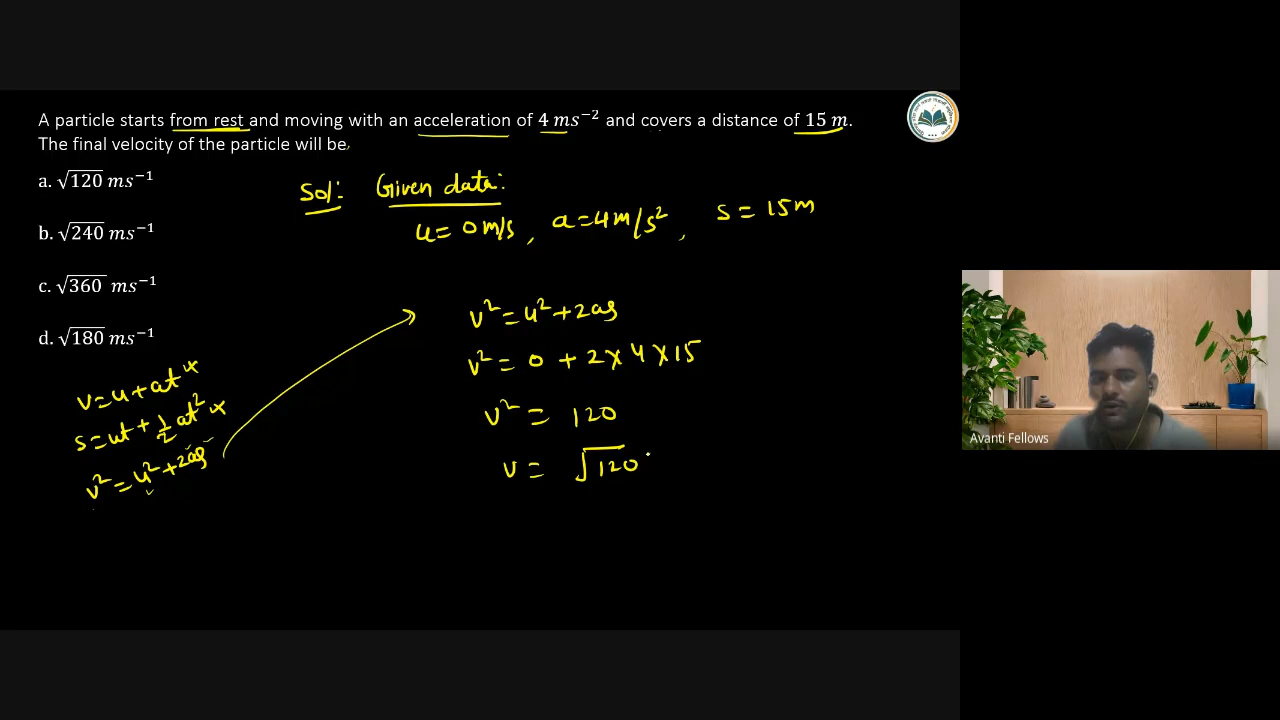 A particle starts from rest and moving with an acceleration of 4 ms⁻² and covers a distance of 15 m.
The final velocity of the particle will be
a. √120 ms⁻¹
b. √240 ms⁻¹
c. √360 ms⁻¹
d. √180 ms⁻¹
Sol: Given data:
u = 0 m/s, a = 4 m/s², s = 15 m
v = u + at ×
s = ut + ½ at² ×
v² = u² + 2as
v² = u² + 2as
v² = 0 + 2 × 4 × 15
v² = 120
v = √120
Avanti Fellows